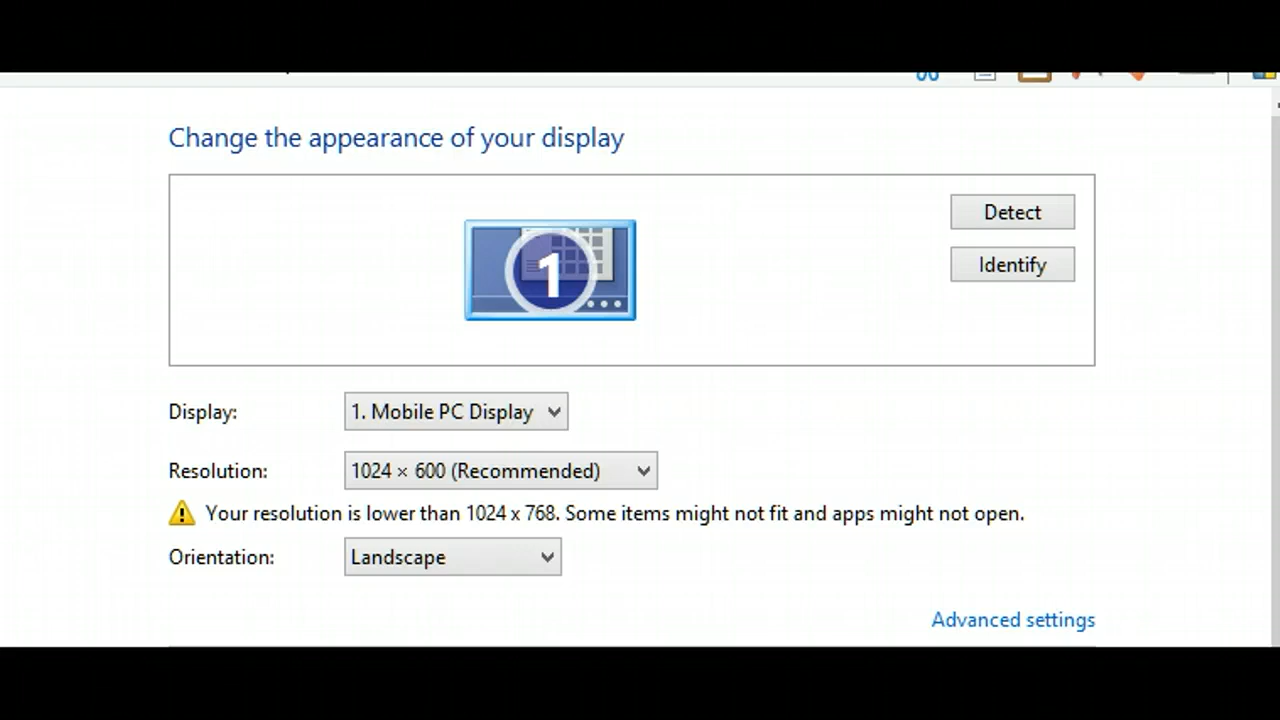 Change the appearance of your display
1
Detect
Identify
Display: 1. Mobile PC Display
Resolution: 1024 × 600 (Recommended)
Your resolution is lower than 1024 x 768. Some items might not fit and apps might not open.
Orientation: Landscape
Advanced settings